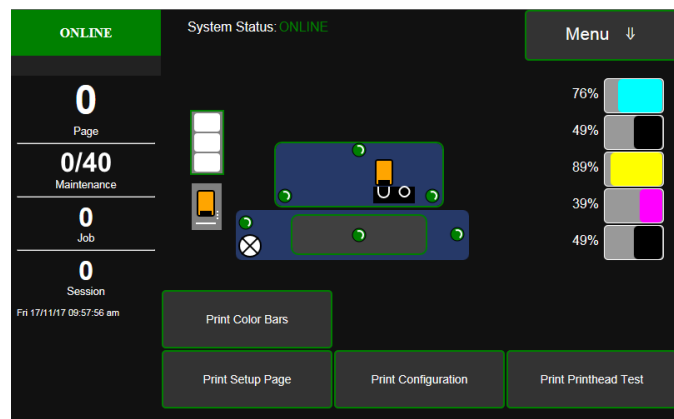 ONLINE
System Status: ONLINE
Menu ⇓
0
Page
0/40
Maintenance
0
Job
0
Session
Fri 17/11/17 09:57:56 am
76%
49%
89%
39%
49%
Print Color Bars
Print Setup Page
Print Configuration
Print Printhead Test